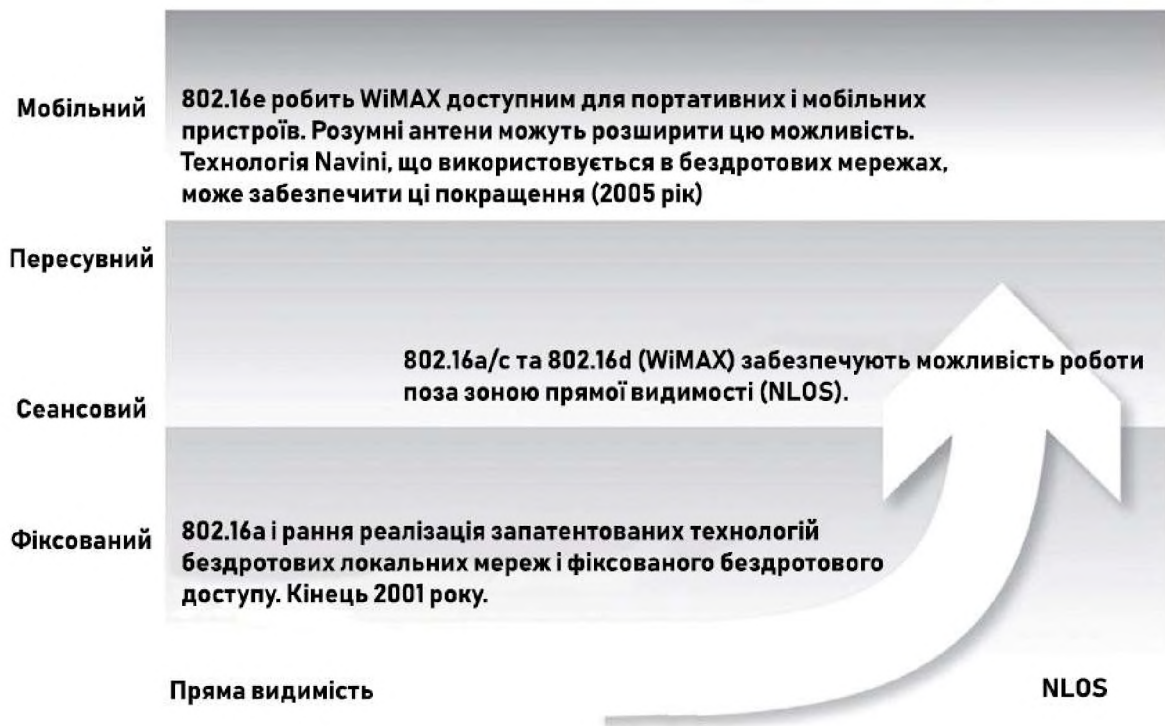 Мобільний
802.16e робить WiMAX доступним для портативних і мобільних
пристроїв. Розумні антени можуть розширити цю можливість.
Технологія Navini, що використовується в бездротових мережах,
може забезпечити ці покращення (2005 рік)
Пересувний
802.16a/c та 802.16d (WiMAX) забезпечують можливість роботи
поза зоною прямої видимості (NLOS).
Сеансовий
Фіксований
802.16a і рання реалізація запатентованих технологій
бездротових локальних мереж і фіксованого бездротового
доступу. Кінець 2001 року.
Пряма видимість
NLOS